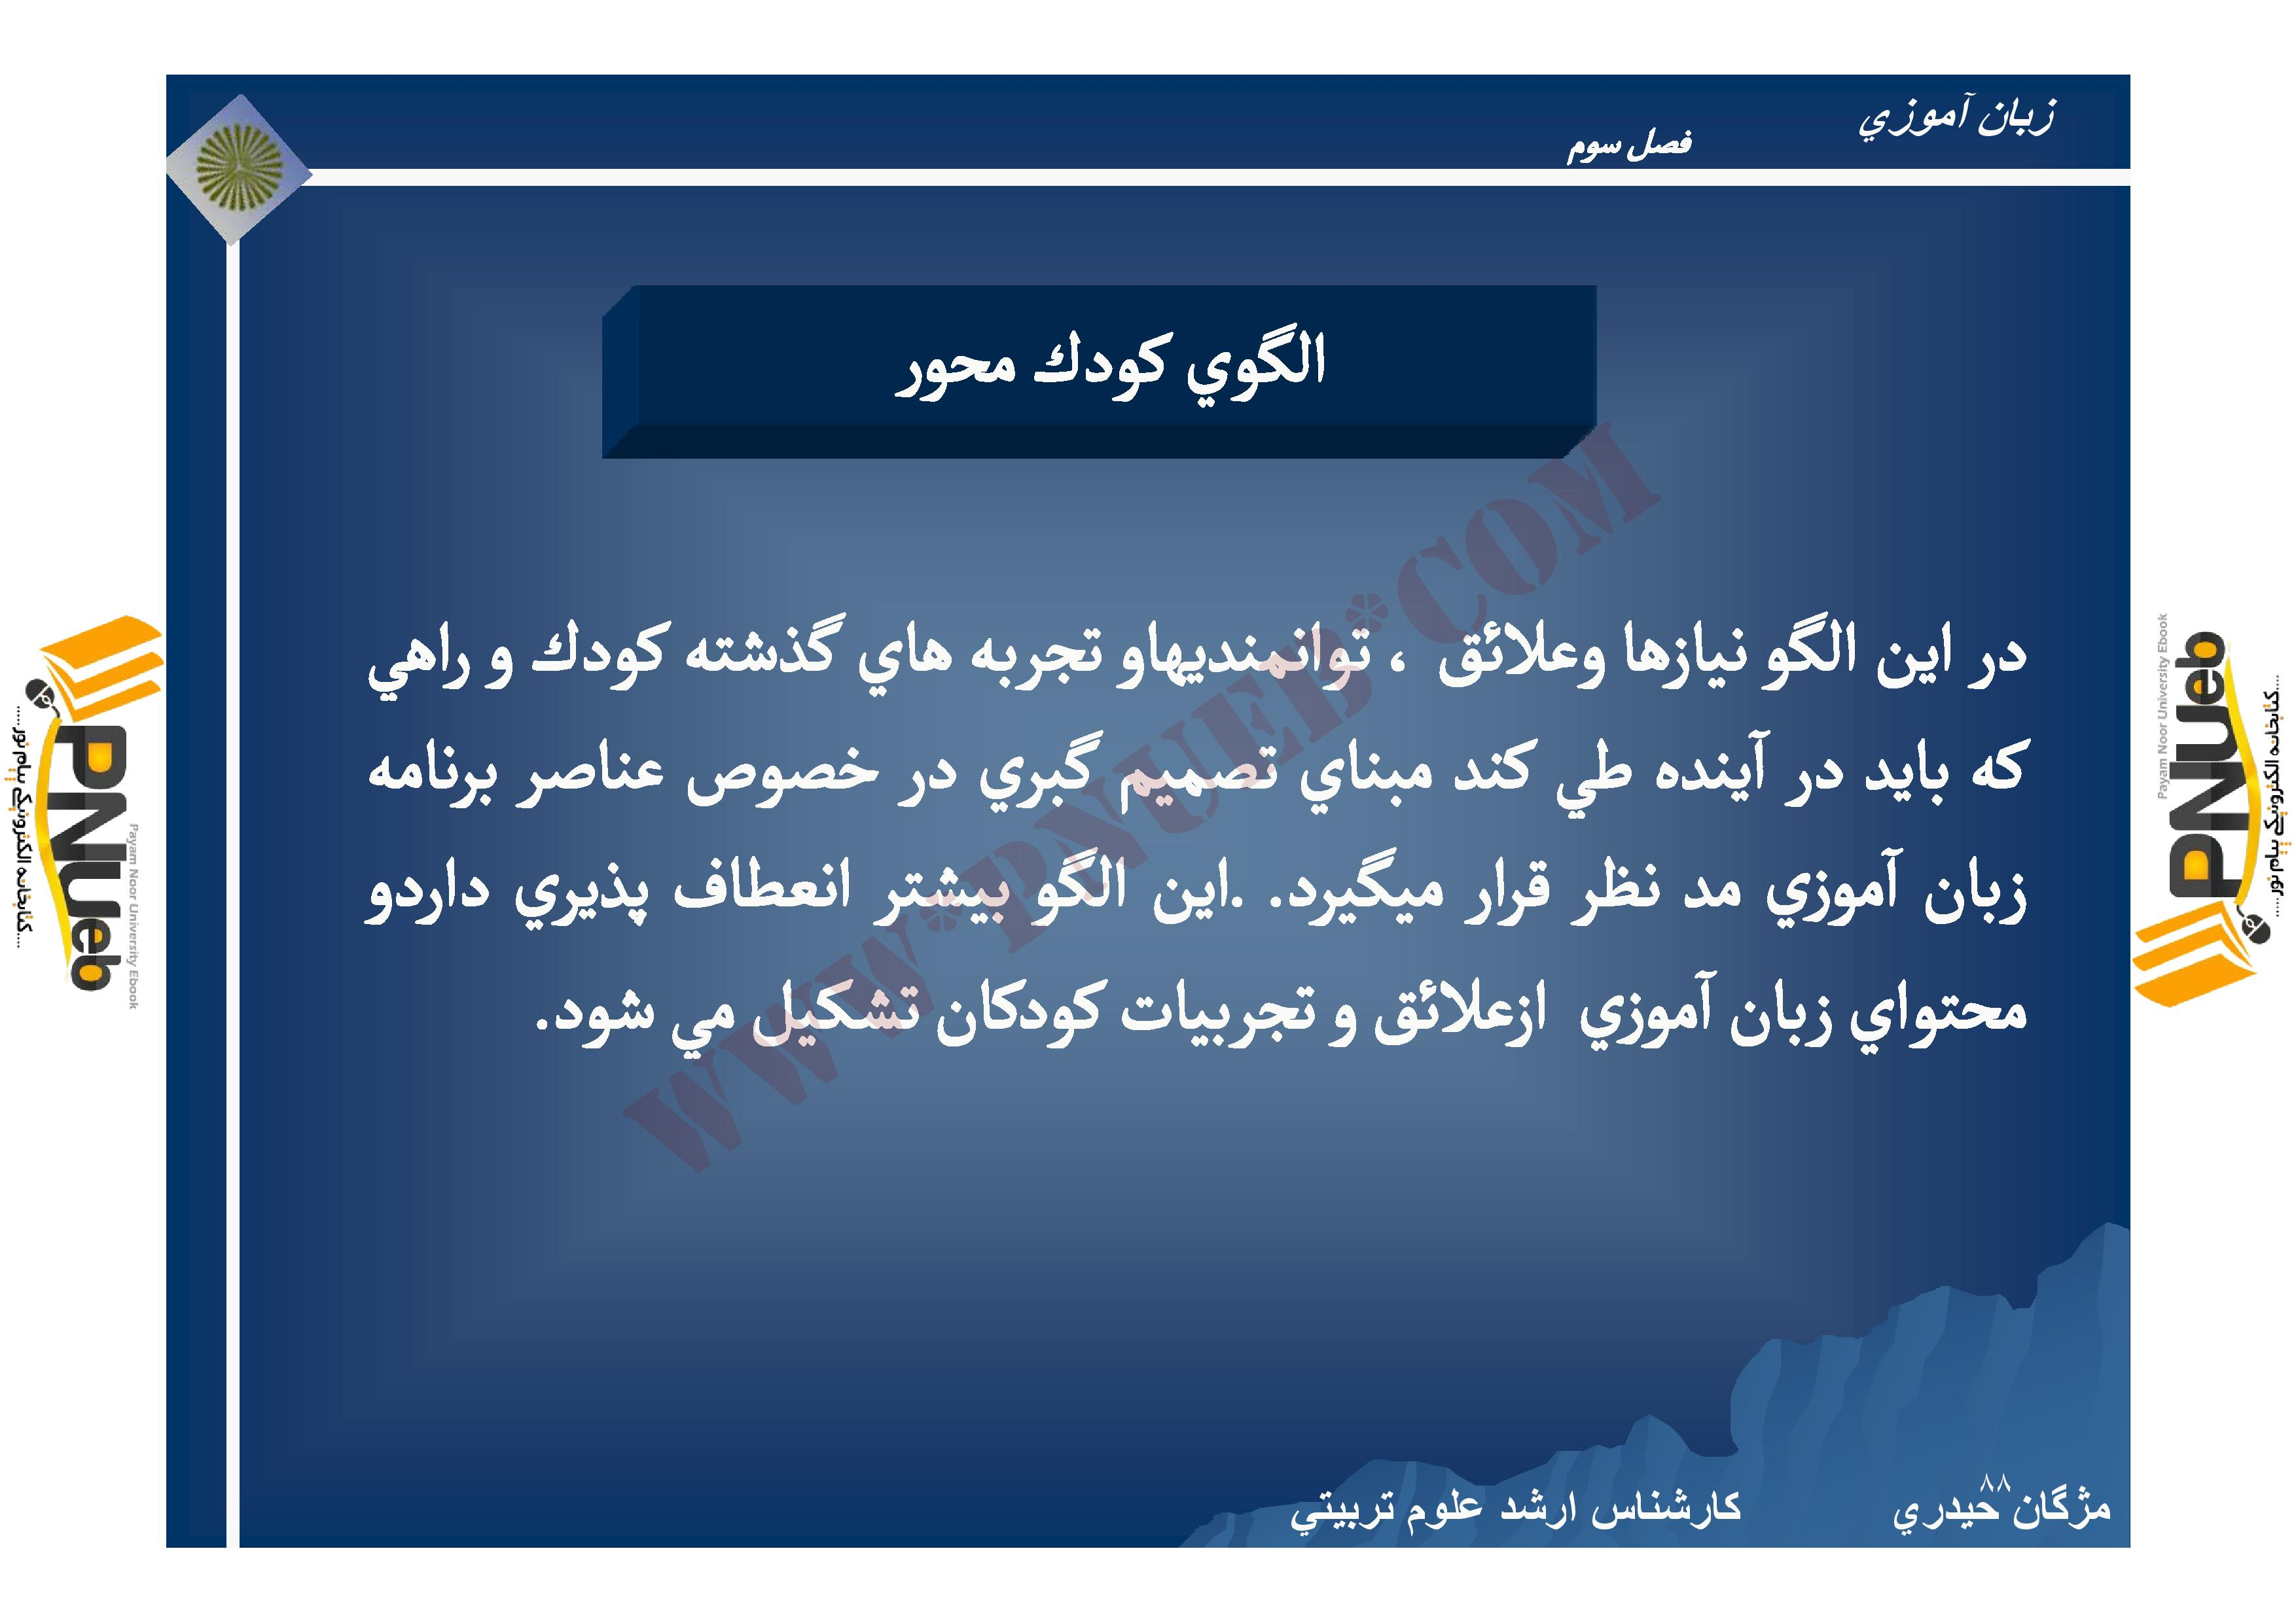 زبان آموزي
فصل سوم
الگوي كودك محور
در اين الگو نيازها وعلائق ، توانمنديهاو تجربه هاي گذشته كودك و راهي
كه بايد در آينده طي كند مبناي تصميم گيري در خصوص عناصر برنامه
زبان آموزي مد نظر قرار ميگيرد. .اين الگو بيشتر انعطاف پذيري داردو
محتواي زبان آموزي ازعلائق و تجربيات كودكان تشكيل مي شود.
WWW*PNUEB*COM
مژگان حيدري
۸۸
كارشناس ارشد علوم تربيتي
PNUeb
Payam Noor University Ebook
كتابخانه الكترونيكي پيام نور.....
PNUeb
Payam Noor University Ebook
كتابخانه الكترونيكي پيام نور.....